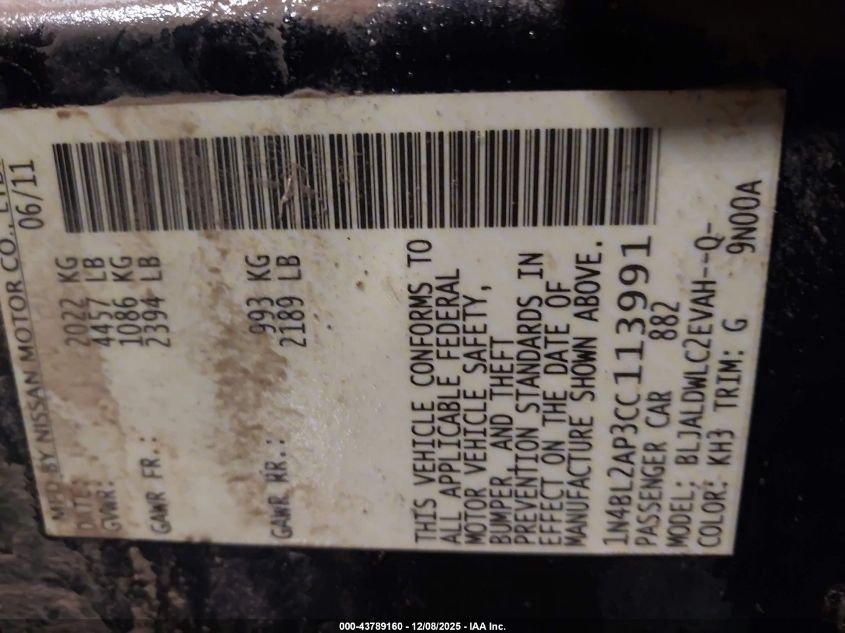 MFD BY NISSAN MOTOR CO., LTD.
DATE: 06/11
GVWR: 2022 KG
4457 LB
GAWR FR.: 1086 KG
2394 LB
GAWR RR.: 993 KG
2189 LB
THIS VEHICLE CONFORMS TO
ALL APPLICABLE FEDERAL
MOTOR VEHICLE SAFETY,
BUMPER, AND THEFT
PREVENTION STANDARDS IN
EFFECT ON THE DATE OF
MANUFACTURE SHOWN ABOVE.
1N4BL2AP3CC113991
PASSENGER CAR 882
MODEL: BLJALDWLC2EVAH--Q-
COLOR: KH3 TRIM: G 9N00A
000-43789160 - 12/08/2025 - IAA Inc.